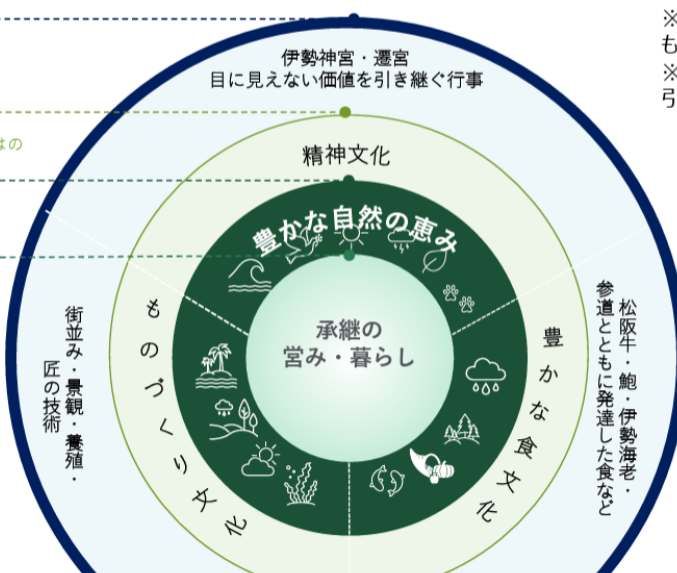 伊勢神宮・遷宮
目に見えない価値を引き継ぐ行事
※
も
※
引
はの
精神文化
豊かな自然の恵み
承継の
営み・暮らし
ものづくり文化
豊かな食文化
街並み・景観・養殖・
匠の技術
松阪牛・鮑・伊勢海老・
参道とともに発達した食など